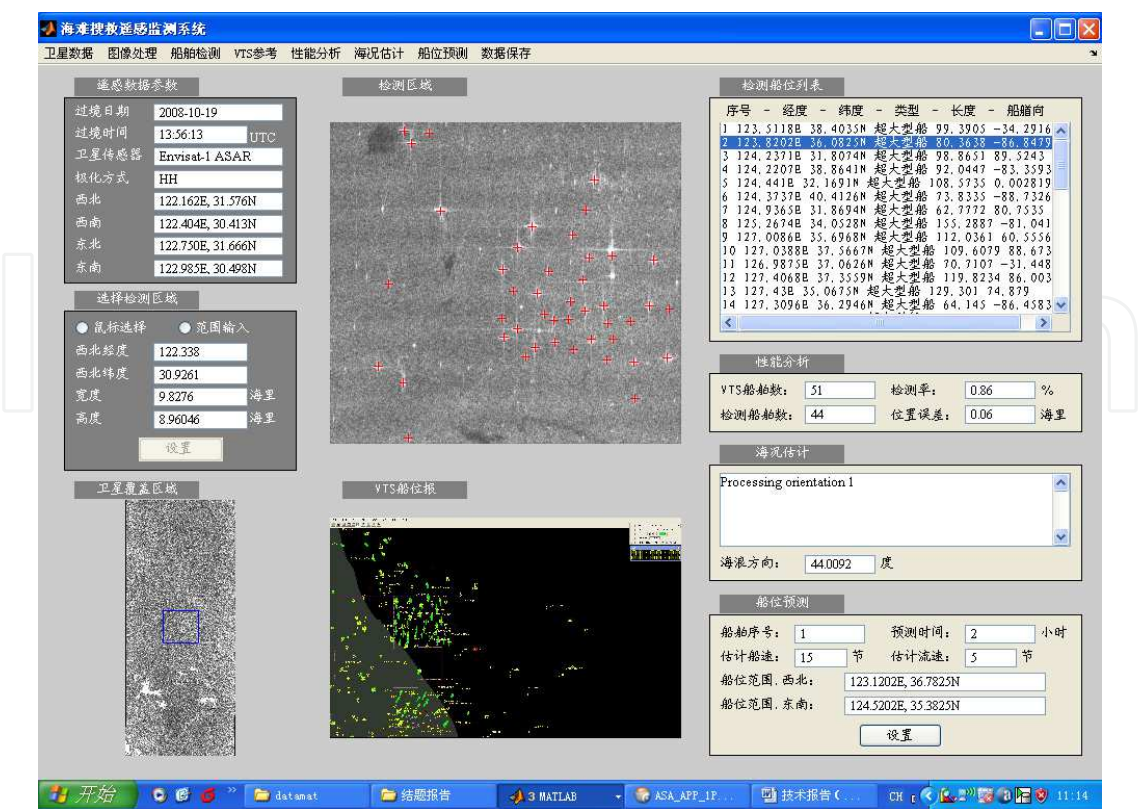 海难搜救遥感监测系统
卫星数据 图像处理 船舶检测 VTS参考 性能分析 海况估计 船位预测 数据保存
遥感数据参数
过境日期 2008-10-19
过境时间 13:56:13 UTC
卫星传感器 Envisat-1 ASAR
极化方式 HH
西北 122.162E, 31.576N
西南 122.404E, 30.413N
东北 122.750E, 31.666N
东南 122.985E, 30.498N
选择检测区域
鼠标选择 范围输入
西北经度 122.338
西北纬度 30.9261
宽度 9.8276 海里
高度 8.96046 海里
设置
卫星覆盖区域
检测区域
VTS船位报
检测船位列表
序号 - 经度 - 纬度 - 类型 - 长度 - 船艏向
1 123.5118E 38.4035N 超大型船 99.3905 -34.2916
2 123.8202E 36.0825N 超大型船 80.3638 -86.8479
3 124.2371E 31.8074N 超大型船 98.8651 89.5243
4 124.2207E 38.8641N 超大型船 92.0447 -83.3593
5 124.441E 32.1691N 超大型船 108.5735 0.002819
6 124.3737E 40.4126N 超大型船 73.8335 -88.7326
7 124.9365E 31.8694N 超大型船 62.7772 80.7535
8 125.2674E 34.0528N 超大型船 155.2887 -81.041
9 127.0086E 35.6968N 超大型船 112.0361 60.5556
10 127.0388E 37.5667N 超大型船 109.6079 88.673
11 126.9875E 37.0626N 超大型船 70.7107 -31.448
12 127.4068E 37.3559N 超大型船 119.8234 86.003
13 127.43E 35.0675N 超大型船 129.301 74.879
14 127.3096E 36.2946N 超大型船 64.145 -86.4583
性能分析
VTS船舶数: 51 检测率: 0.86 %
检测船舶数: 44 位置误差: 0.06 海里
海况估计
Processing orientation 1
海浪方向: 44.0092 度
船位预测
船舶序号: 1 预测时间: 2 小时
估计船速: 15 节 估计流速: 5 节
船位范围.西北: 123.1202E, 36.7825N
船位范围.东南: 124.5202E, 35.3825N
设置
开始 datamat 结题报告 3 MATLAB ASA_APP_1P... 技术报告(... CH 11:14